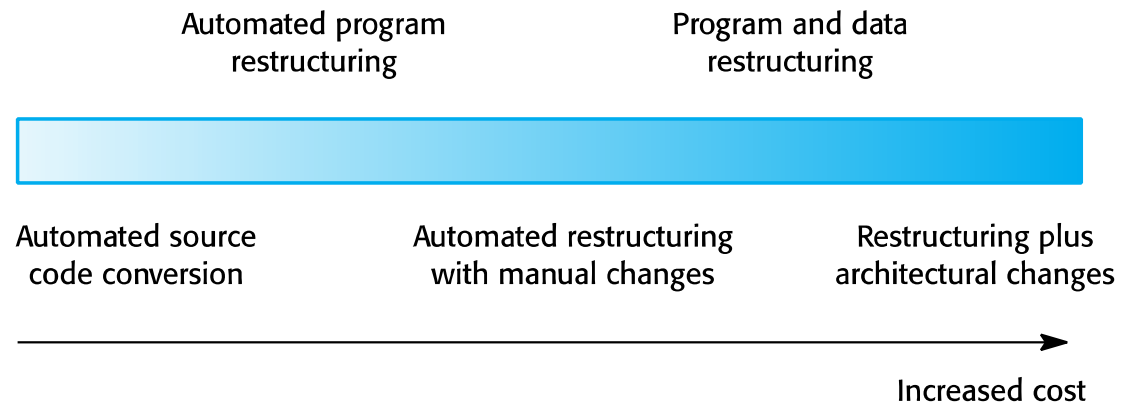 Automated program
restructuring
Program and data
restructuring
Automated source
code conversion
Automated restructuring
with manual changes
Restructuring plus
architectural changes
Increased cost